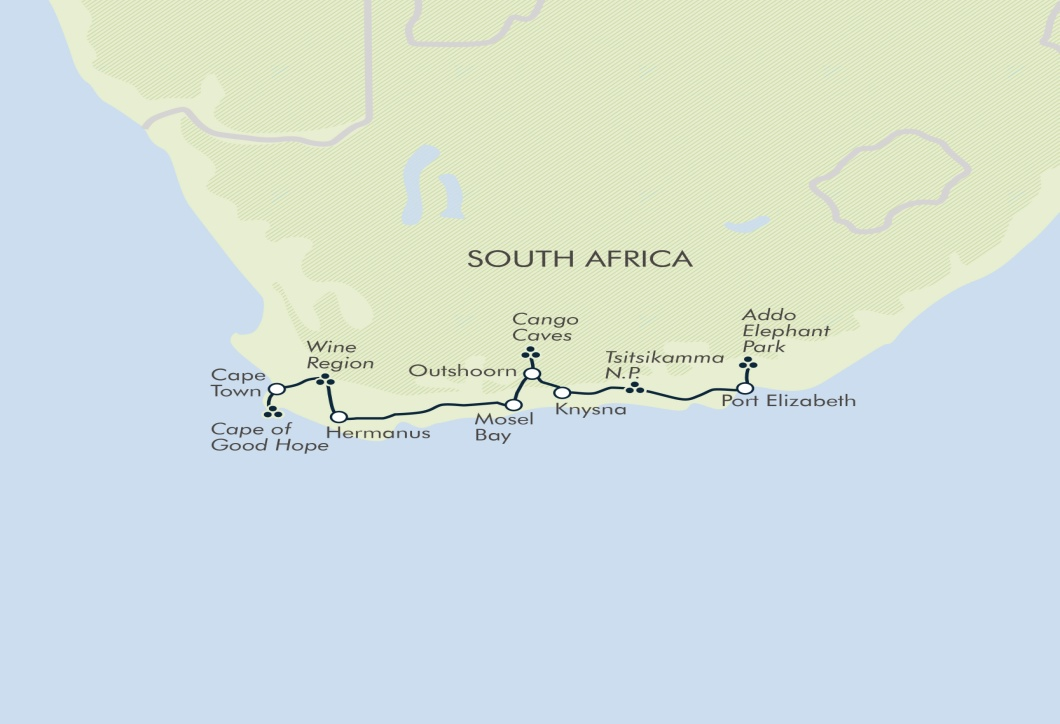 SOUTH AFRICA
Cango
Caves
Addo
Elephant
Park
Wine
Region
Tsitsikamma
N.P.
Outshoorn
Cape
Town
Knysna
Port Elizabeth
Mosel
Bay
Cape of
Good Hope
Hermanus